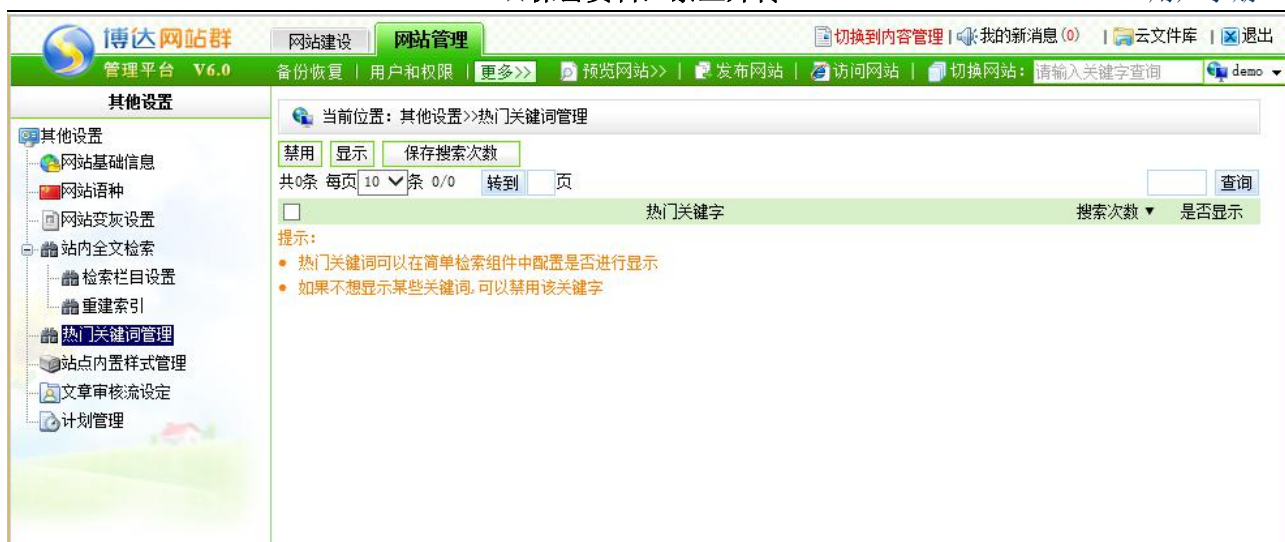 博达网站群
管理平台 V6.0
网站建设 网站管理
切换到内容管理 | 我的新消息(0) | 云文件库 | 退出
备份恢复 | 用户和权限 | 更多>> 预览网站>> | 发布网站 | 访问网站 | 切换网站: 请输入关键字查询 demo
其他设置
当前位置: 其他设置>>热门关键词管理
其他设置
网站基础信息
网站语种
网站变灰设置
站内全文检索
检索栏目设置
重建索引
热门关键词管理
站点内置样式管理
文章审核流设定
计划管理
禁用 显示 保存搜索次数
共0条 每页 10 条 0/0 转到 页 查询
热门关键字 搜索次数▼ 是否显示
提示:
• 热门关键词可以在简单检索组件中配置是否进行显示
• 如果不想显示某些关键词,可以禁用该关键字